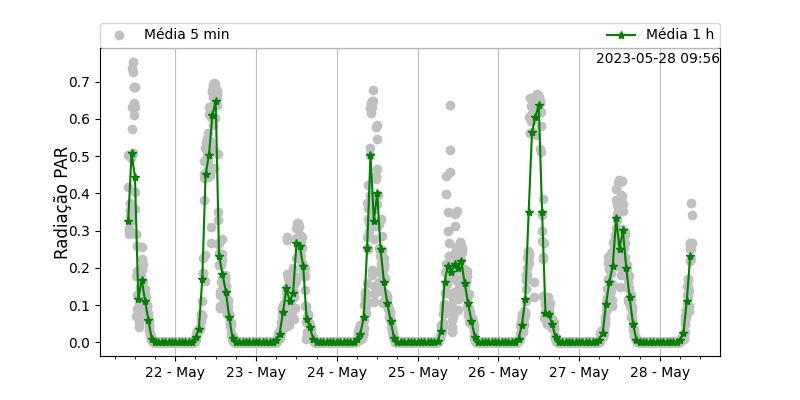 Média 5 min
Média 1 h
2023-05-28 09:56
Radiação PAR
0.7
0.6
0.5
0.4
0.3
0.2
0.1
0.0
22 - May
23 - May
24 - May
25 - May
26 - May
27 - May
28 - May